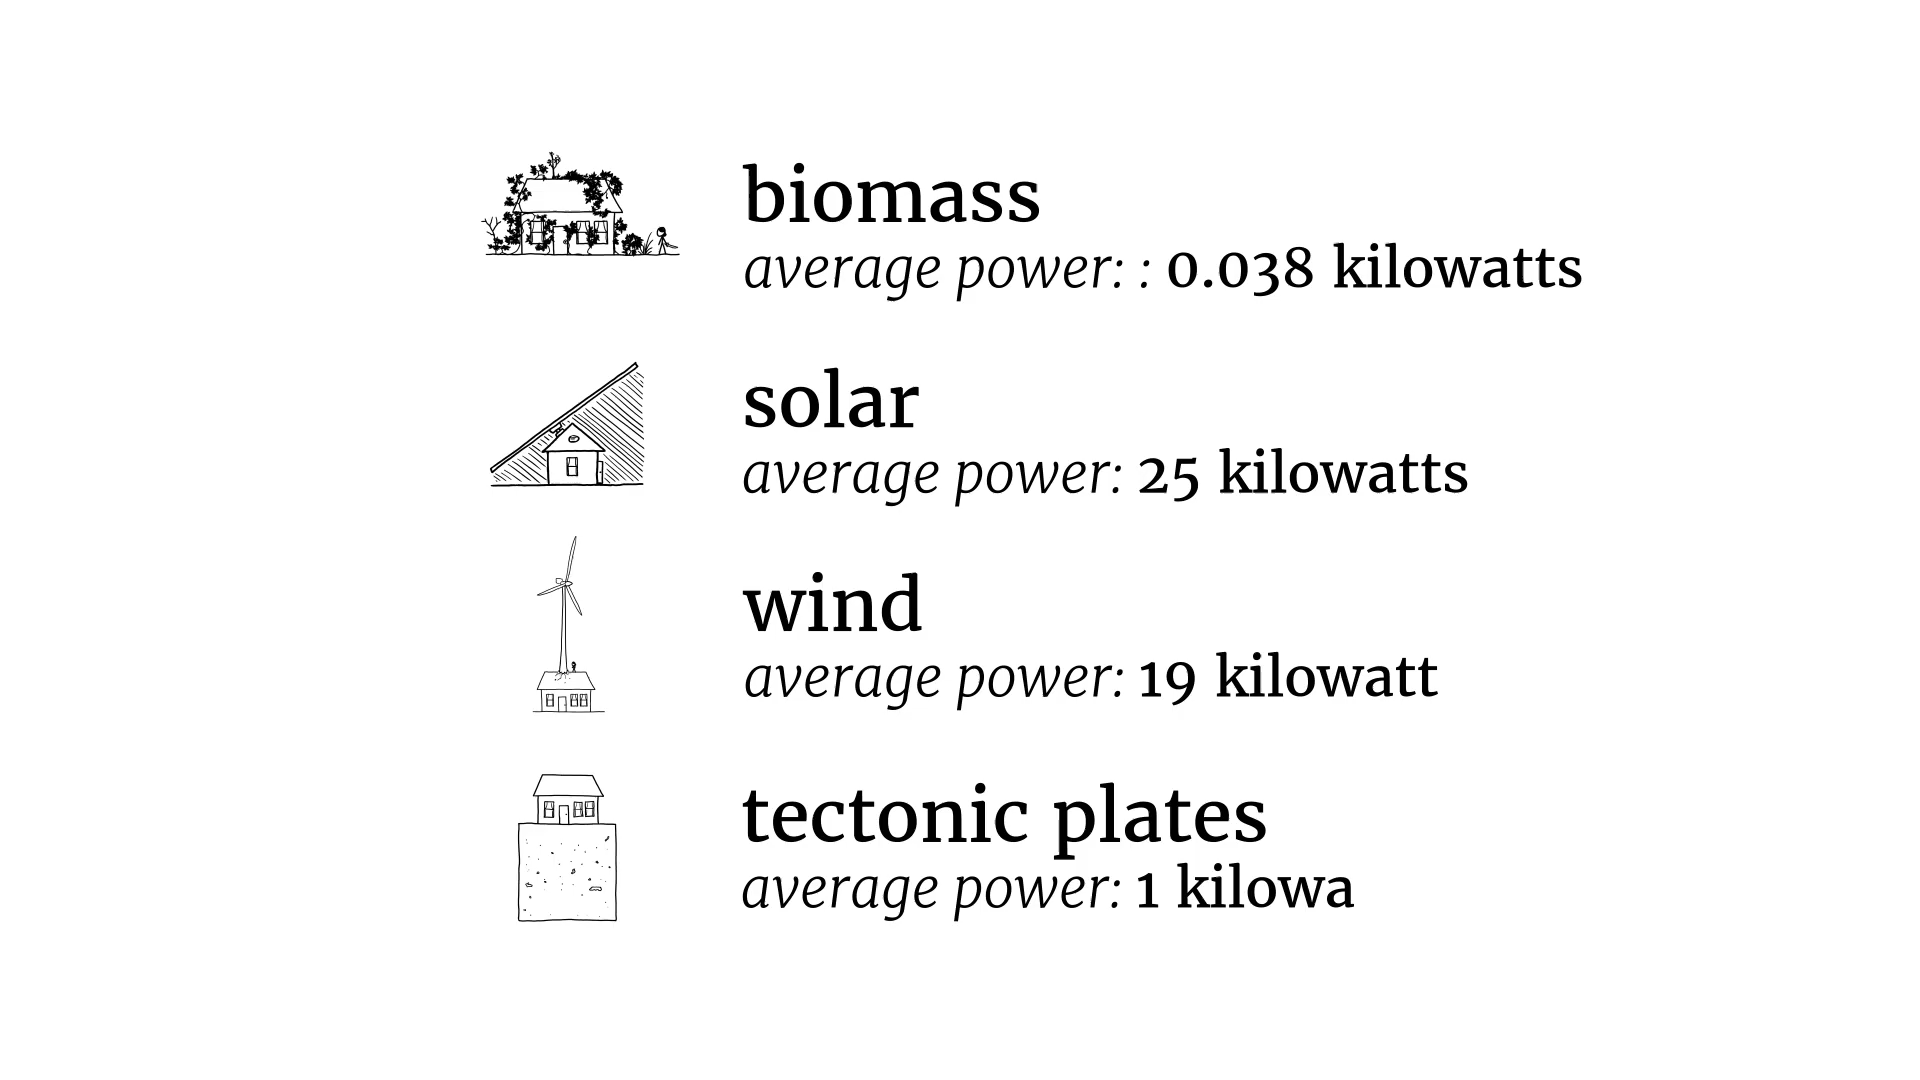 biomass
average power: : 0.038 kilowatts
solar
average power: 25 kilowatts
wind
average power: 19 kilowatt
tectonic plates
average power: 1 kilowa